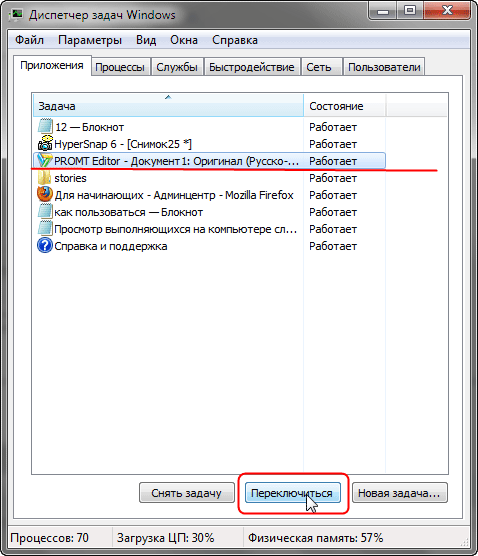 Диспетчер задач Windows
Файл Параметры Вид Окна Справка
Приложения Процессы Службы Быстродействие Сеть Пользователи
Задача Состояние
12 — Блокнот Работает
HyperSnap 6 - [Снимок25 *] Работает
PROMT Editor - Документ1: Оригинал (Русско-... Работает
stories Работает
Для начинающих - Админцентр - Mozilla Firefox Работает
как пользоваться — Блокнот Работает
Просмотр выполняющихся на компьютере сл... Работает
Справка и поддержка Работает
Снять задачу Переключиться Новая задача...
Процессов: 70 Загрузка ЦП: 30% Физическая память: 57%